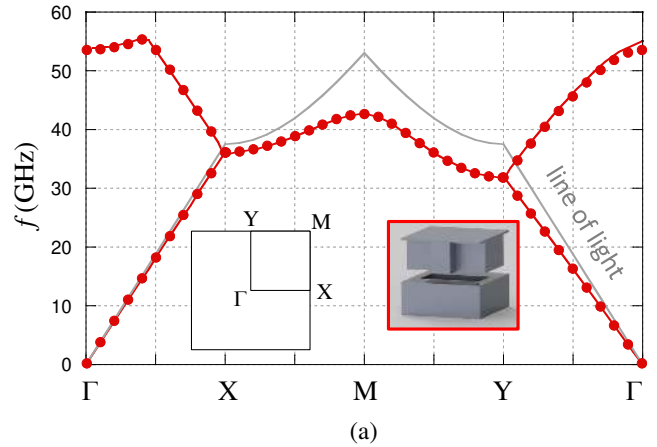 60
50
40
30
20
10
0
f (GHz)
Γ X M Y Γ
line of light
Y M
Γ X
(a)